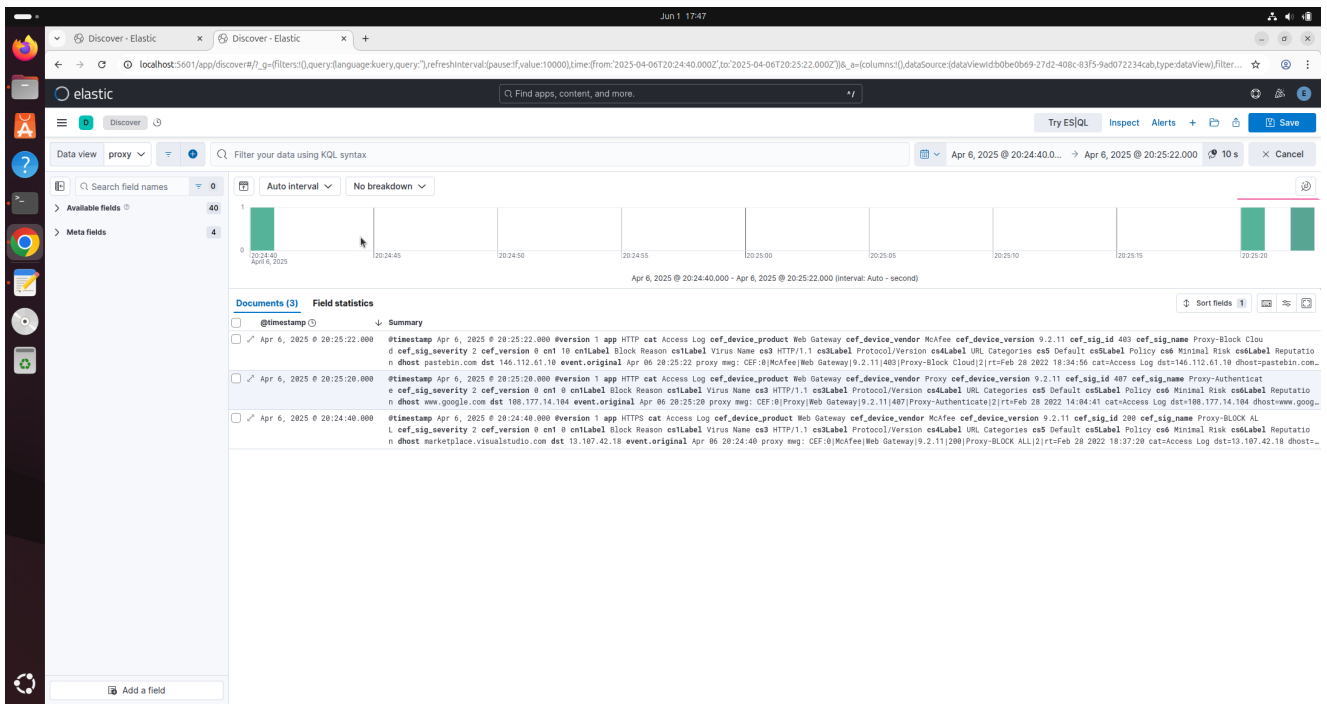 Jun 1 17:47
Discover - Elastic
Discover - Elastic
localhost:5601/app/discover#/?_g=(filters:!(),query:(language:kuery,query:''),refreshInterval:(pause:!f,value:10000),time:(from:'2025-04-06T20:24:40.000Z',to:'2025-04-06T20:25:22.000Z'))&_a=(columns:!(),dataSource:(dataViewId:b0be0b69-27d2-408c-83f5-9ad072234cab,type:dataView),filter...
elastic
Find apps, content, and more.
^/
E
D Discover
Try ES|QL Inspect Alerts + Save
Data view proxy
Filter your data using KQL syntax
Apr 6, 2025 @ 20:24:40.0... → Apr 6, 2025 @ 20:25:22.000 10 s × Cancel
Search field names 0
Auto interval No breakdown
Available fields 40
Meta fields 4
1
0
20:24:40 20:24:45 20:24:50 20:24:55 20:25:00 20:25:05 20:25:10 20:25:15 20:25:20
April 6, 2025
Apr 6, 2025 @ 20:24:40.000 - Apr 6, 2025 @ 20:25:22.000 (interval: Auto - second)
Documents (3) Field statistics
Sort fields 1
@timestamp Summary
Apr 6, 2025 @ 20:25:22.000 @timestamp Apr 6, 2025 @ 20:25:22.000 @version 1 app HTTP cat Access Log cef_device_product Web Gateway cef_device_vendor McAfee cef_device_version 9.2.11 cef_sig_id 403 cef_sig_name Proxy-Block Clou
d cef_sig_severity 2 cef_version 0 cn1 10 cn1Label Block Reason cs1Label Virus Name cs3 HTTP/1.1 cs3Label Protocol/Version cs4Label URL Categories cs5 Default cs5Label Policy cs6 Minimal Risk cs6Label Reputatio
n dhost pastebin.com dst 146.112.61.10 event.original Apr 06 20:25:22 proxy mwg: CEF:0|McAfee|Web Gateway|9.2.11|403|Proxy-Block Cloud|2|rt=Feb 28 2022 18:34:56 cat=Access Log dst=146.112.61.10 dhost=pastebin.com...
Apr 6, 2025 @ 20:25:20.000 @timestamp Apr 6, 2025 @ 20:25:20.000 @version 1 app HTTP cat Access Log cef_device_product Web Gateway cef_device_vendor Proxy cef_device_version 9.2.11 cef_sig_id 407 cef_sig_name Proxy-Authenticat
e cef_sig_severity 2 cef_version 0 cn1 0 cn1Label Block Reason cs1Label Virus Name cs3 HTTP/1.1 cs3Label Protocol/Version cs4Label URL Categories cs5 Default cs5Label Policy cs6 Minimal Risk cs6Label Reputatio
n dhost www.google.com dst 108.177.14.104 event.original Apr 06 20:25:20 proxy mwg: CEF:0|Proxy|Web Gateway|9.2.11|407|Proxy-Authenticate|2|rt=Feb 28 2022 14:04:41 cat=Access Log dst=108.177.14.104 dhost=www.goog...
Apr 6, 2025 @ 20:24:40.000 @timestamp Apr 6, 2025 @ 20:24:40.000 @version 1 app HTTPS cat Access Log cef_device_product Web Gateway cef_device_vendor McAfee cef_device_version 9.2.11 cef_sig_id 200 cef_sig_name Proxy-BLOCK AL
L cef_sig_severity 2 cef_version 0 cn1 0 cn1Label Block Reason cs1Label Virus Name cs3 HTTP/1.1 cs3Label Protocol/Version cs4Label URL Categories cs5 Default cs5Label Policy cs6 Minimal Risk cs6Label Reputatio
n dhost marketplace.visualstudio.com dst 13.107.42.18 event.original Apr 06 20:24:40 proxy mwg: CEF:0|McAfee|Web Gateway|9.2.11|200|Proxy-BLOCK ALL|2|rt=Feb 28 2022 18:37:20 cat=Access Log dst=13.107.42.18 dhost=...
Add a field